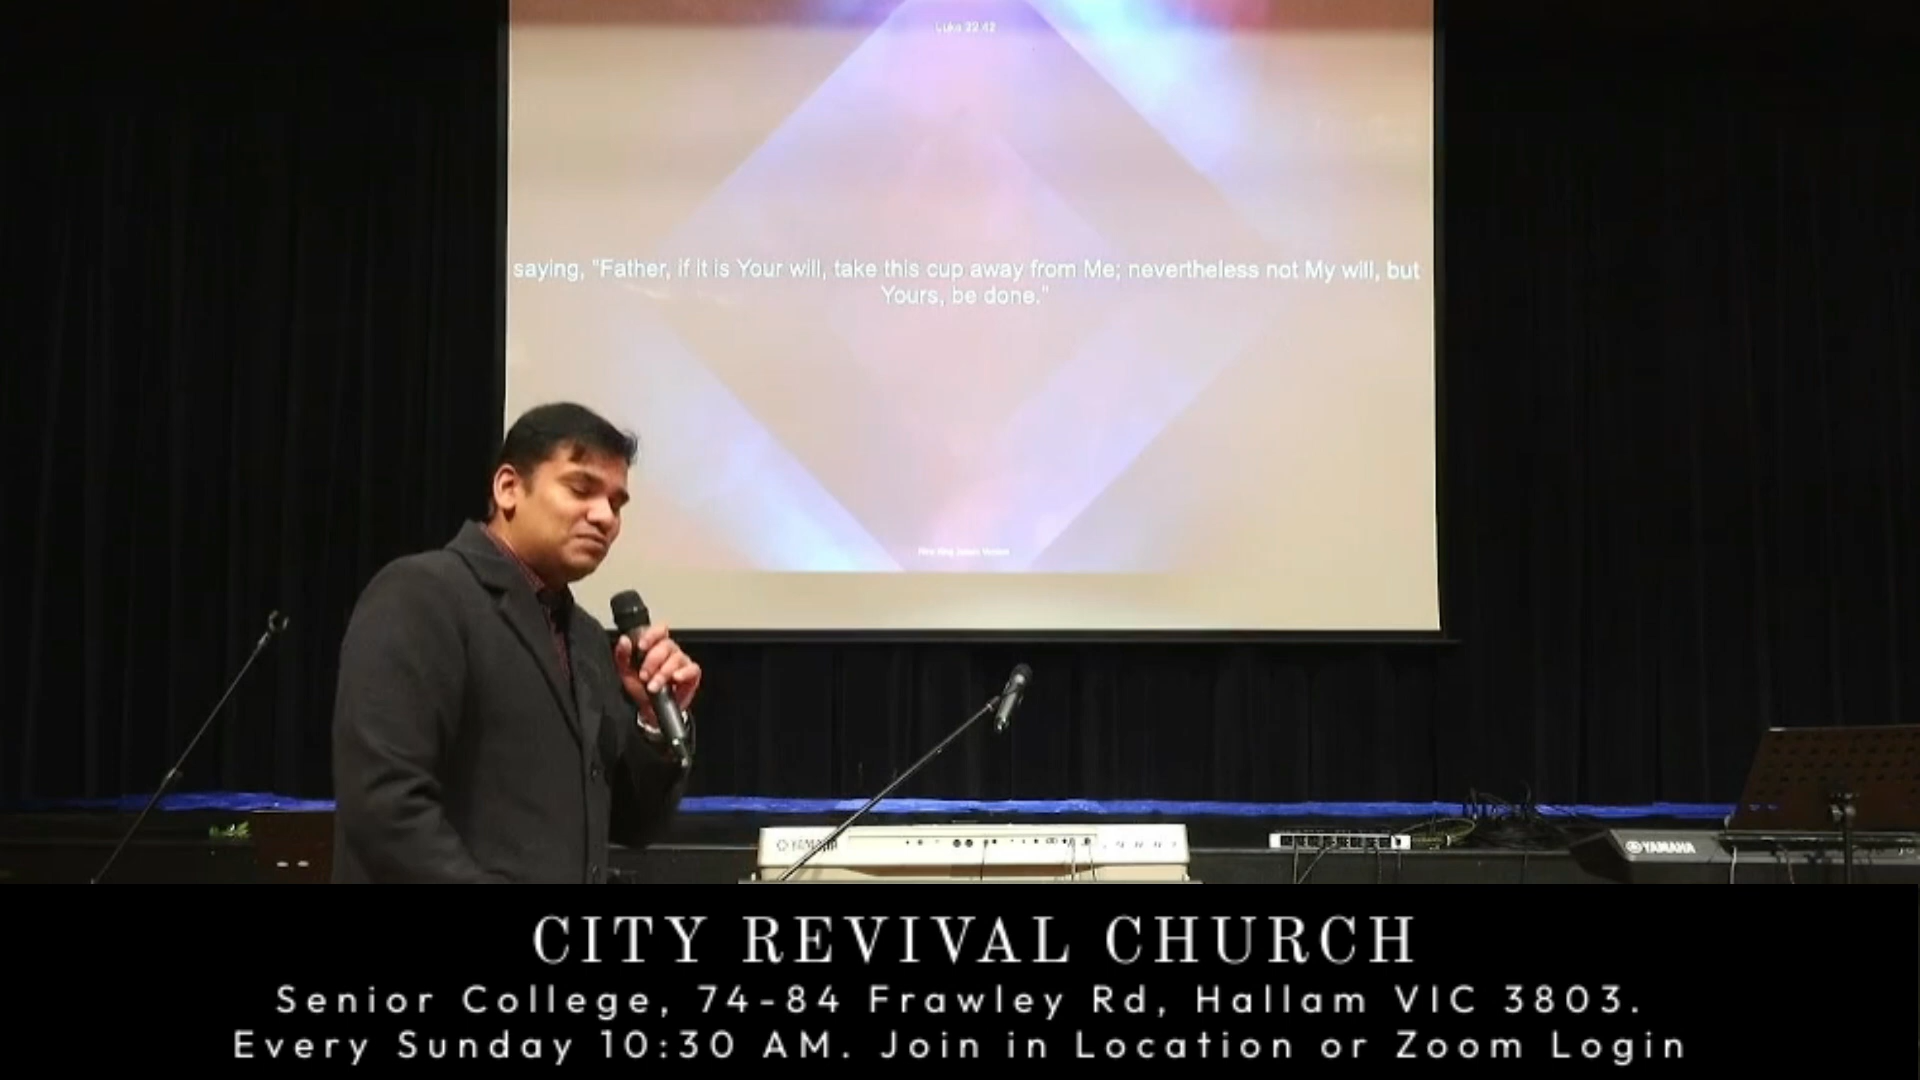 Luke 22:42
saying, "Father, if it is Your will, take this cup away from Me; nevertheless not My will, but
Yours, be done."
New King James Version
YAMAHA
YAMAHA
CITY REVIVAL CHURCH
Senior College, 74-84 Frawley Rd, Hallam VIC 3803.
Every Sunday 10:30 AM. Join in Location or Zoom Login